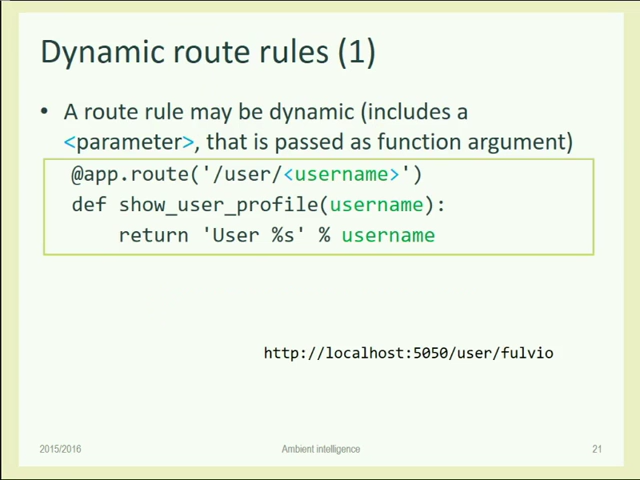 Dynamic route rules (1)
• A route rule may be dynamic (includes a
<parameter>, that is passed as function argument)
@app.route('/user/<username>')
def show_user_profile(username):
    return 'User %s' % username
http://localhost:5050/user/fulvio
2015/2016
Ambient intelligence
21